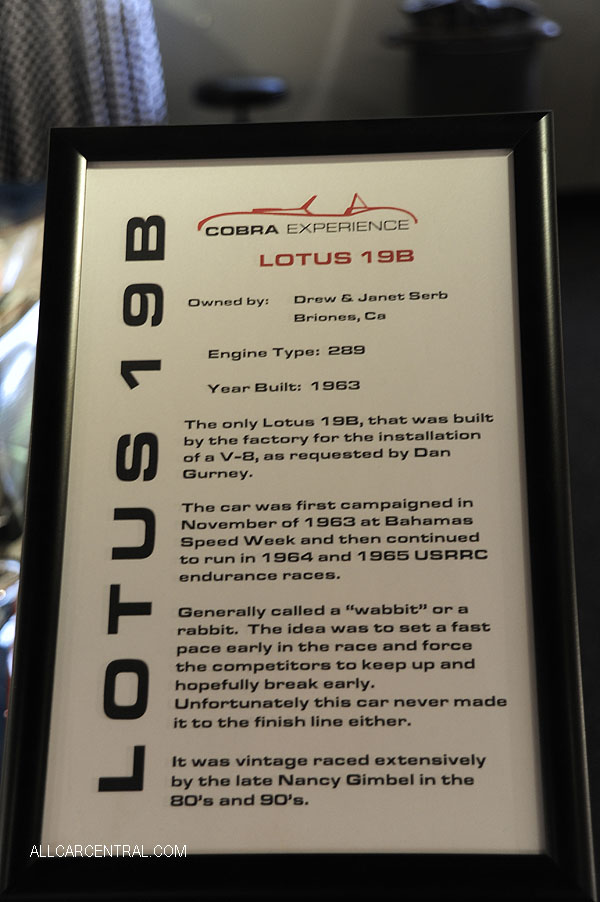 COBRA EXPERIENCE
LOTUS 19B
LOTUS 19B
Owned by: Drew & Janet Serb
Briones, Ca
Engine Type: 289
Year Built: 1963
The only Lotus 19B, that was built
by the factory for the installation
of a V-8, as requested by Dan
Gurney.
The car was first campaigned in
November of 1963 at Bahamas
Speed Week and then continued
to run in 1964 and 1965 USRRC
endurance races.
Generally called a “wabbit” or a
rabbit. The idea was to set a fast
pace early in the race and force
the competitors to keep up and
hopefully break early.
Unfortunately this car never made
it to the finish line either.
It was vintage raced extensively
by the late Nancy Gimbel in the
80’s and 90’s.
ALLCARCENTRAL.COM